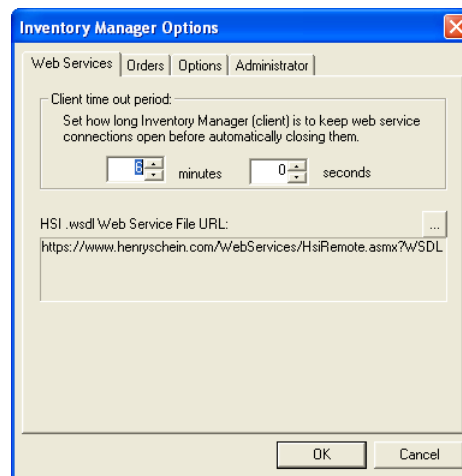 Inventory Manager Options
Web Services Orders Options Administrator
Client time out period:
Set how long Inventory Manager (client) is to keep web service
connections open before automatically closing them.
6 minutes 0 seconds
HSI .wsdl Web Service File URL: ...
https://www.henryschein.com/WebServices/HsiRemote.asmx?WSDL
OK Cancel